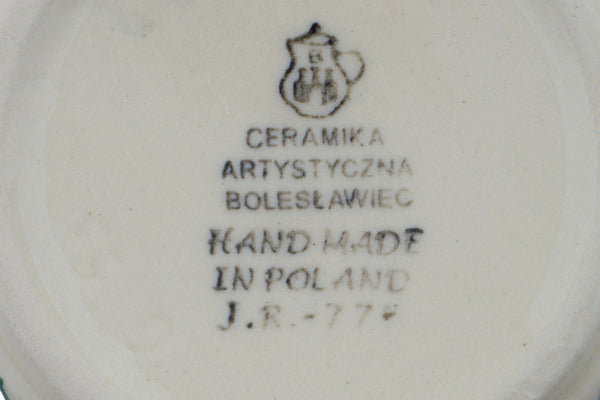 B
CERAMIKA
ARTYSTYCZNA
BOLESŁAWIEC
HAND MADE
IN POLAND